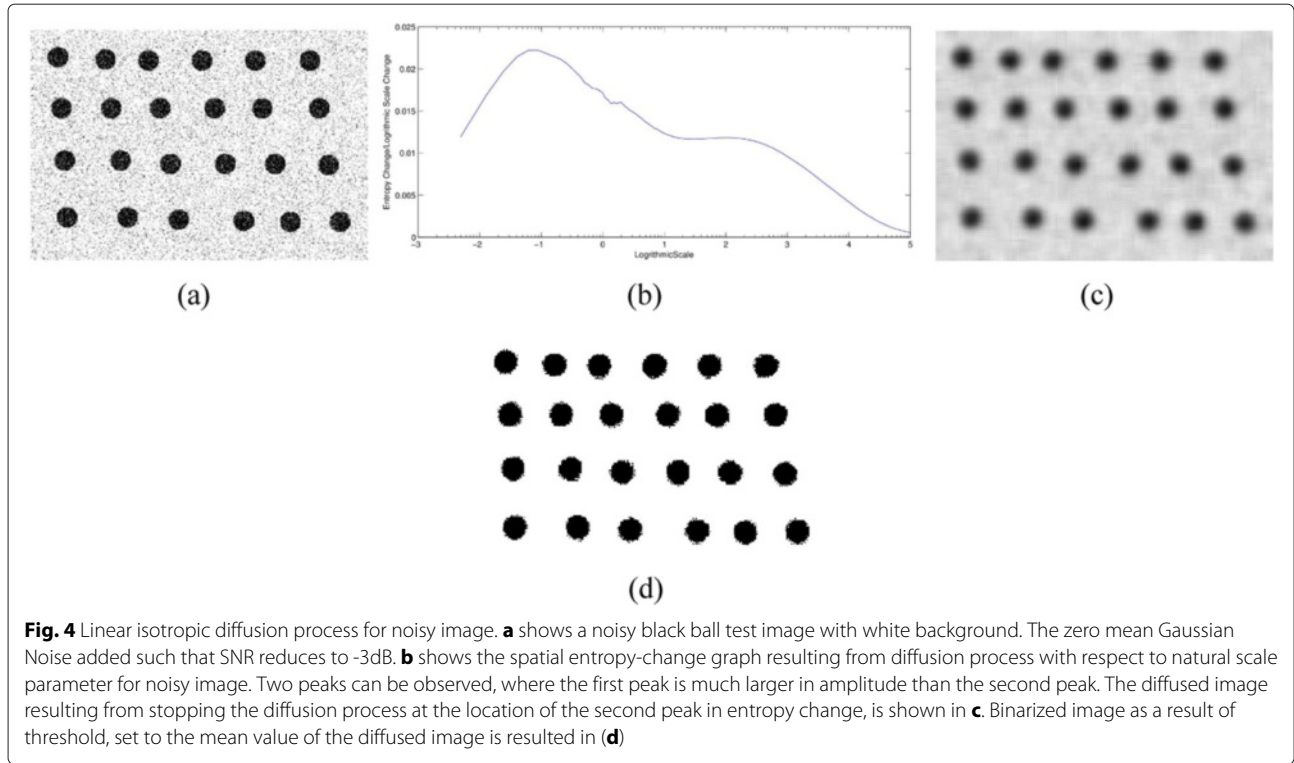 0.025
0.02
0.015
0.01
0.005
0
Entropy Change/Logrithmic Scale Change
-3 -2 -1 0 1 2 3 4 5
LogrithmicScale
(a) (b) (c)
(d)
Fig. 4 Linear isotropic diffusion process for noisy image. a shows a noisy black ball test image with white background. The zero mean Gaussian
Noise added such that SNR reduces to -3dB. b shows the spatial entropy-change graph resulting from diffusion process with respect to natural scale
parameter for noisy image. Two peaks can be observed, where the first peak is much larger in amplitude than the second peak. The diffused image
resulting from stopping the diffusion process at the location of the second peak in entropy change, is shown in c. Binarized image as a result of
threshold, set to the mean value of the diffused image is resulted in (d)